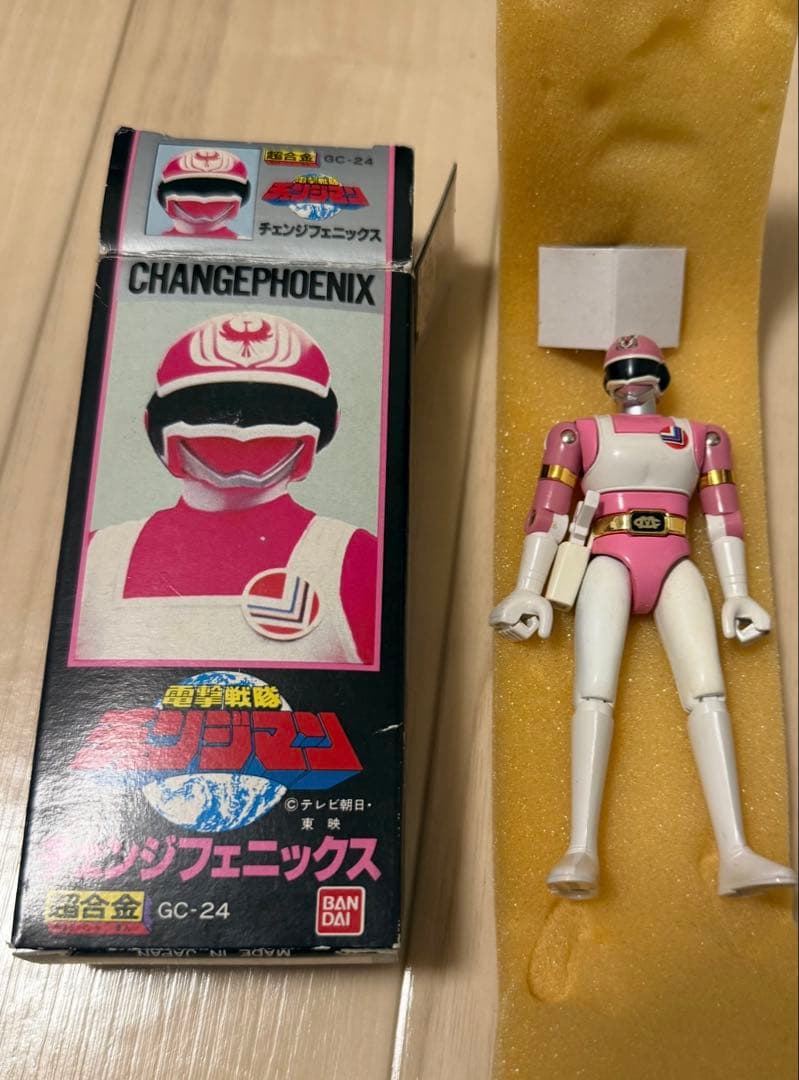 超合金 GC-24
電撃戦隊
チェンジマン
チェンジフェニックス
CHANGEPHOENIX
電撃戦隊
チェンジマン
©テレビ朝日・
東映
チェンジフェニックス
超合金 GC-24
BAN
DAI
MADE IN JAPAN